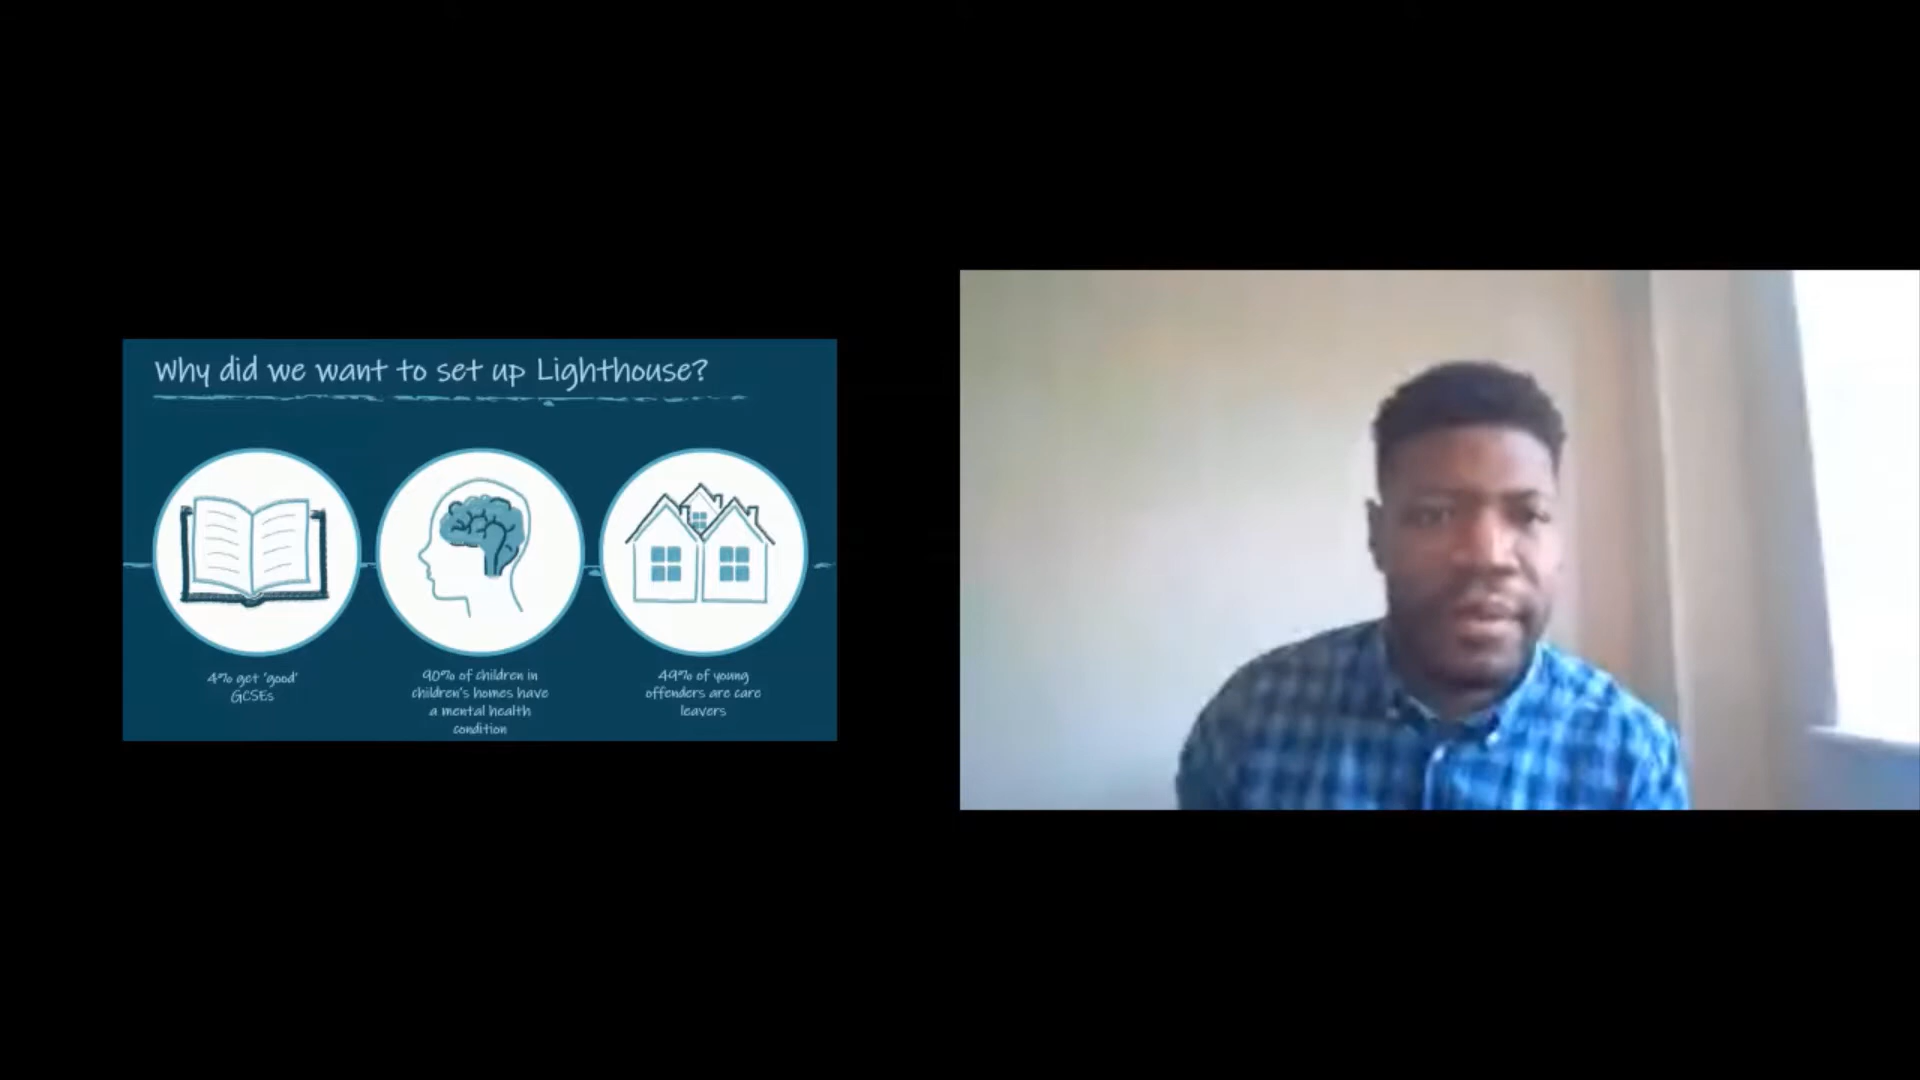 Why did we want to set up Lighthouse?
4% get 'good'
GCSEs
90% of children in
children's homes have
a mental health
condition
49% of young
offenders are care
leavers